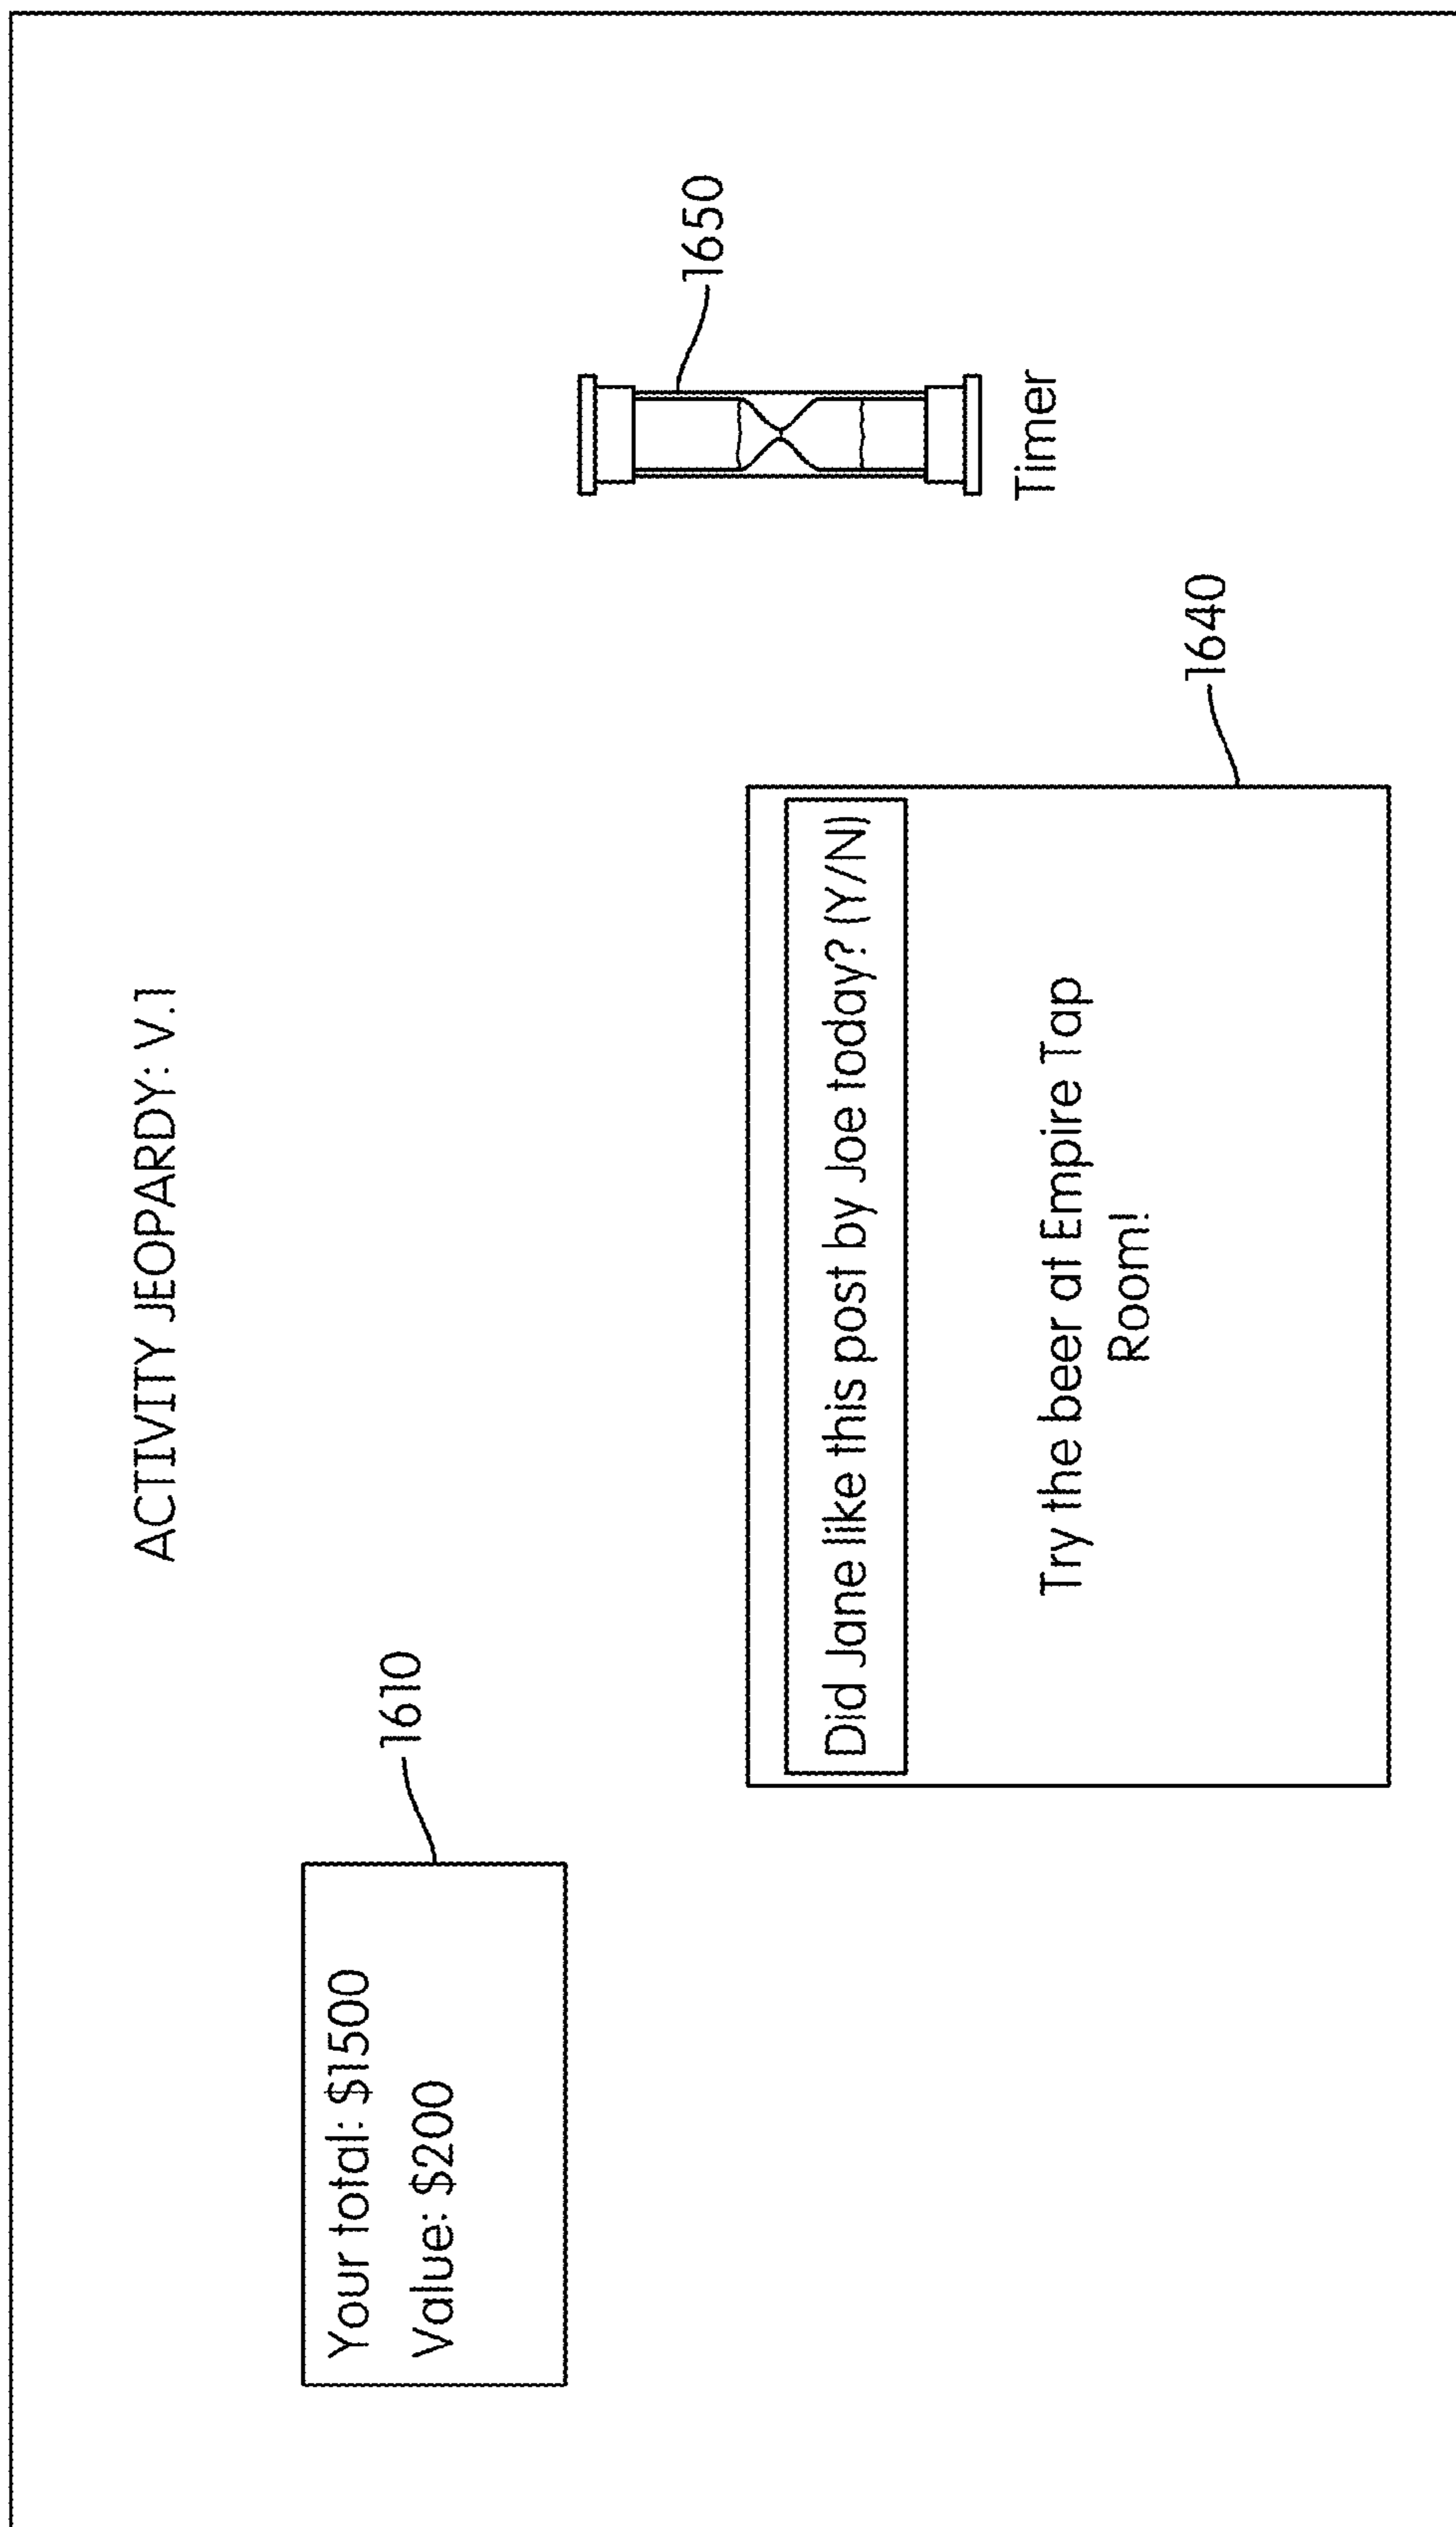 ACTIVITY JEOPARDY: V.1
Your total: $1500
Value: $200
1610
1650
Timer
1640
Did Jane like this post by Joe today? (Y/N)
Try the beer at Empire Tap
Room!